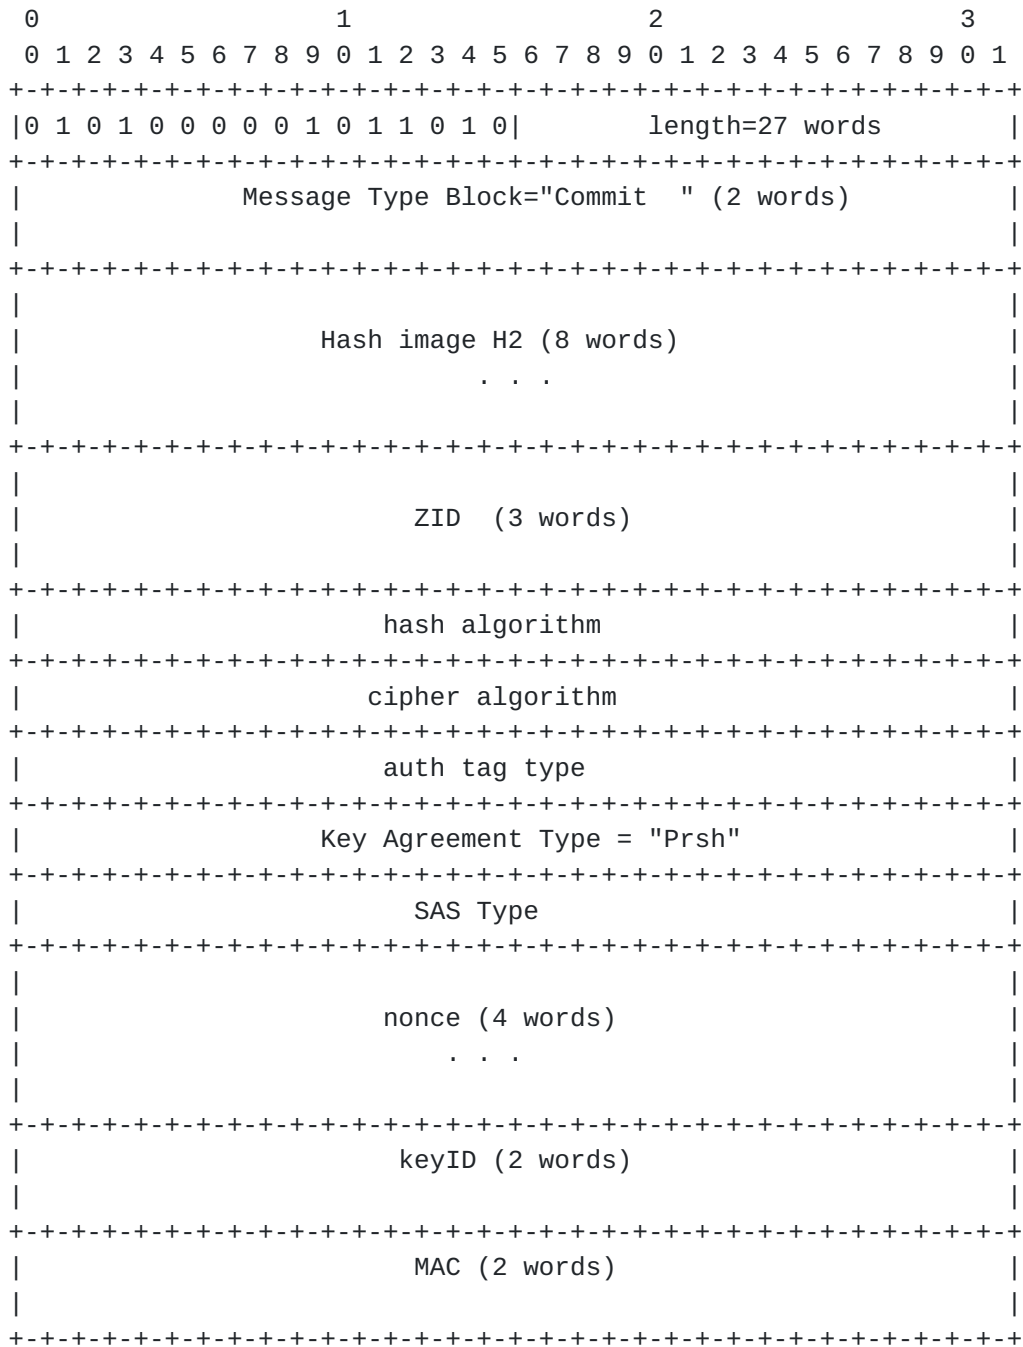 0                   1                   2                   3
 0 1 2 3 4 5 6 7 8 9 0 1 2 3 4 5 6 7 8 9 0 1 2 3 4 5 6 7 8 9 0 1
+-+-+-+-+-+-+-+-+-+-+-+-+-+-+-+-+-+-+-+-+-+-+-+-+-+-+-+-+-+-+-+-+
|0 1 0 1 0 0 0 0 0 1 0 1 1 0 1 0|        length=27 words        |
+-+-+-+-+-+-+-+-+-+-+-+-+-+-+-+-+-+-+-+-+-+-+-+-+-+-+-+-+-+-+-+-+
|              Message Type Block="Commit  " (2 words)          |
|                                                               |
+-+-+-+-+-+-+-+-+-+-+-+-+-+-+-+-+-+-+-+-+-+-+-+-+-+-+-+-+-+-+-+-+
|                                                               |
|                   Hash image H2 (8 words)                     |
|                             . . .                             |
|                                                               |
+-+-+-+-+-+-+-+-+-+-+-+-+-+-+-+-+-+-+-+-+-+-+-+-+-+-+-+-+-+-+-+-+
|                                                               |
|                         ZID  (3 words)                        |
|                                                               |
+-+-+-+-+-+-+-+-+-+-+-+-+-+-+-+-+-+-+-+-+-+-+-+-+-+-+-+-+-+-+-+-+
|                       hash algorithm                          |
+-+-+-+-+-+-+-+-+-+-+-+-+-+-+-+-+-+-+-+-+-+-+-+-+-+-+-+-+-+-+-+-+
|                      cipher algorithm                         |
+-+-+-+-+-+-+-+-+-+-+-+-+-+-+-+-+-+-+-+-+-+-+-+-+-+-+-+-+-+-+-+-+
|                       auth tag type                           |
+-+-+-+-+-+-+-+-+-+-+-+-+-+-+-+-+-+-+-+-+-+-+-+-+-+-+-+-+-+-+-+-+
|                   Key Agreement Type = "Prsh"                 |
+-+-+-+-+-+-+-+-+-+-+-+-+-+-+-+-+-+-+-+-+-+-+-+-+-+-+-+-+-+-+-+-+
|                         SAS Type                              |
+-+-+-+-+-+-+-+-+-+-+-+-+-+-+-+-+-+-+-+-+-+-+-+-+-+-+-+-+-+-+-+-+
|                                                               |
|                       nonce (4 words)                         |
|                           . . .                               |
|                                                               |
+-+-+-+-+-+-+-+-+-+-+-+-+-+-+-+-+-+-+-+-+-+-+-+-+-+-+-+-+-+-+-+-+
|                        keyID (2 words)                        |
|                                                               |
+-+-+-+-+-+-+-+-+-+-+-+-+-+-+-+-+-+-+-+-+-+-+-+-+-+-+-+-+-+-+-+-+
|                         MAC (2 words)                         |
|                                                               |
+-+-+-+-+-+-+-+-+-+-+-+-+-+-+-+-+-+-+-+-+-+-+-+-+-+-+-+-+-+-+-+-+